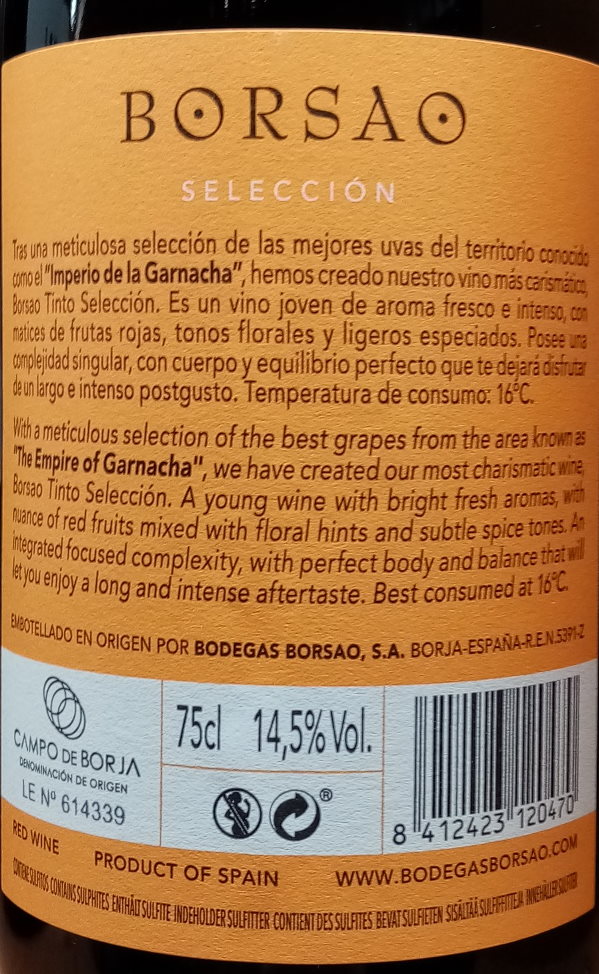 BORSAO
SELECCIÓN
Tras una meticulosa selección de las mejores uvas del territorio conocido
como el "Imperio de la Garnacha", hemos creado nuestro vino más carismático,
Borsao Tinto Selección. Es un vino joven de aroma fresco e intenso, con
matices de frutas rojas, tonos florales y ligeros especiados. Posee una
complejidad singular, con cuerpo y equilibrio perfecto que te dejará disfrutar
de un largo e intenso postgusto. Temperatura de consumo: 16°C.
With a meticulous selection of the best grapes from the area known as
"The Empire of Garnacha", we have created our most charismatic wine,
Borsao Tinto Selección. A young wine with bright fresh aromas, with
nuance of red fruits mixed with floral hints and subtle spice tones. An
integrated focused complexity, with perfect body and balance that will
let you enjoy a long and intense aftertaste. Best consumed at 16°C.
EMBOTELLADO EN ORIGEN POR BODEGAS BORSAO, S.A. BORJA-ESPAÑA-R.E.N.5391-Z
CAMPO DE BORJA
DENOMINACIÓN DE ORIGEN
LE Nº 614339
75cl 14,5% Vol.
®
8 412423 120470
RED WINE
PRODUCT OF SPAIN
WWW.BODEGASBORSAO.COM
CONTIENE SULFITOS CONTAINS SULPHITES ENTHÄLT SULFITE INDEHOLDER SULFITTER CONTIENT DES SULFITES BEVAT SULFIETEN SISÄLTÄÄ SULFIITTEJA INNEHÅLLER SULFITER